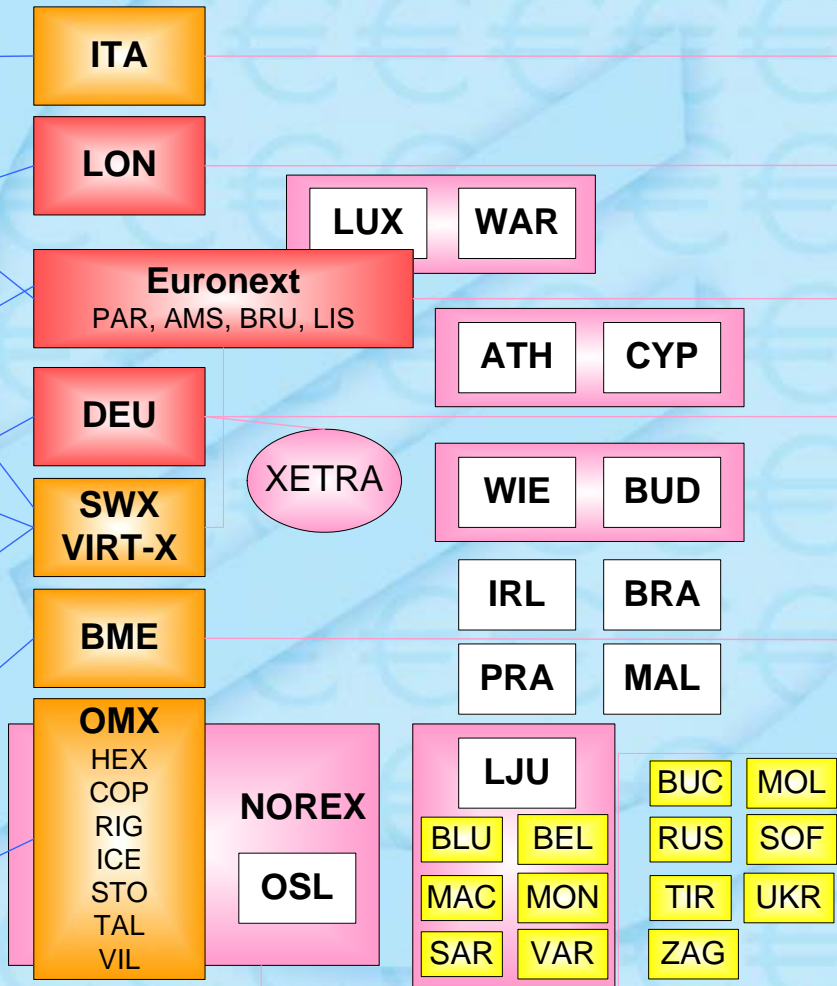 ITA
LON
LUX WAR
Euronext
PAR, AMS, BRU, LIS
ATH CYP
DEU
XETRA
WIE BUD
SWX
VIRT-X
IRL BRA
BME
PRA MAL
OMX
HEX
COP
RIG
ICE
STO
TAL
VIL
NOREX
OSL
LJU
BLU BEL
MAC MON
SAR VAR
BUC MOL
RUS SOF
TIR UKR
ZAG